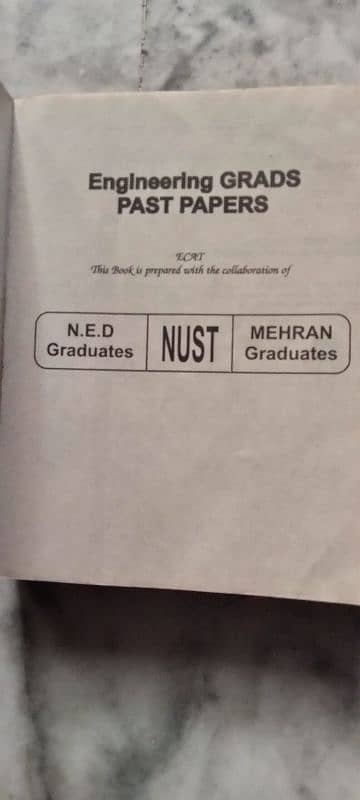 Engineering GRADS
PAST PAPERS
ECAT
This Book is prepared with the collaboration of
N.E.D
Graduates
NUST
MEHRAN
Graduates